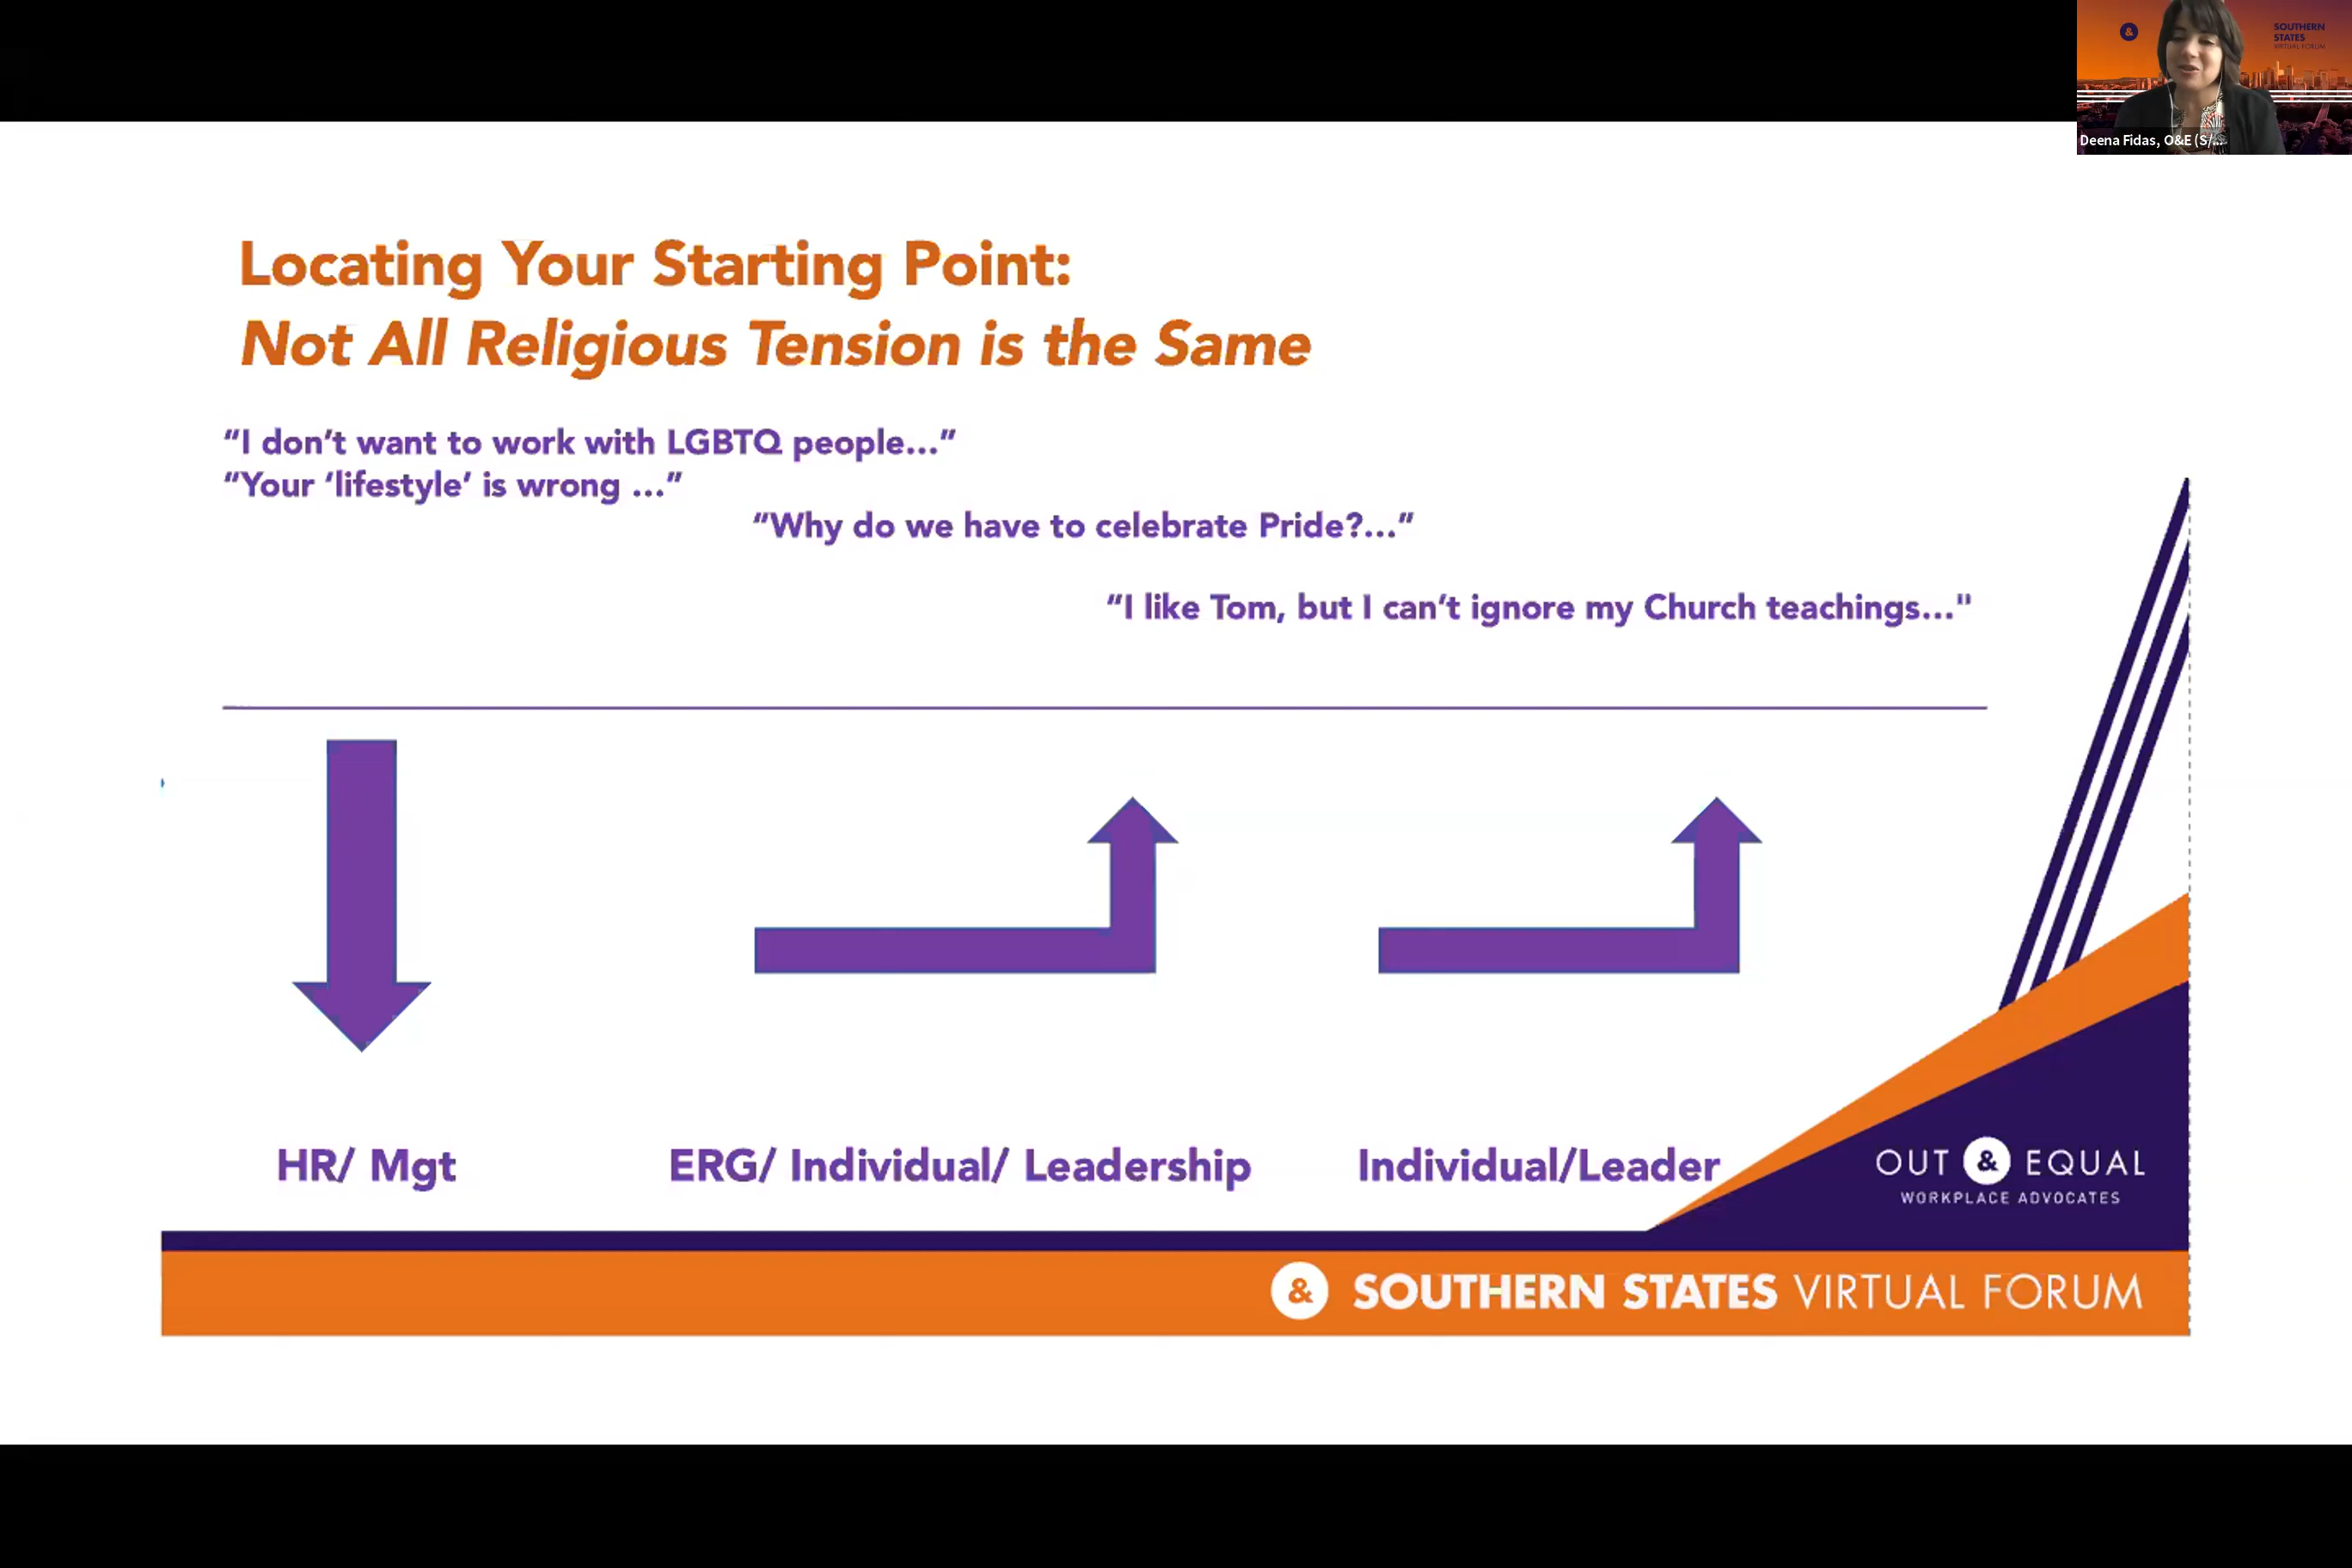 &
SOUTHERN
STATES
VIRTUAL FORUM
Deena Fidas, O&E (S/...
Locating Your Starting Point:
Not All Religious Tension is the Same
“I don’t want to work with LGBTQ people...”
“Your ‘lifestyle’ is wrong ...”
“Why do we have to celebrate Pride?...”
“I like Tom, but I can’t ignore my Church teachings..."
HR/ Mgt
ERG/ Individual/ Leadership
Individual/Leader
OUT & EQUAL
WORKPLACE ADVOCATES
& SOUTHERN STATES VIRTUAL FORUM